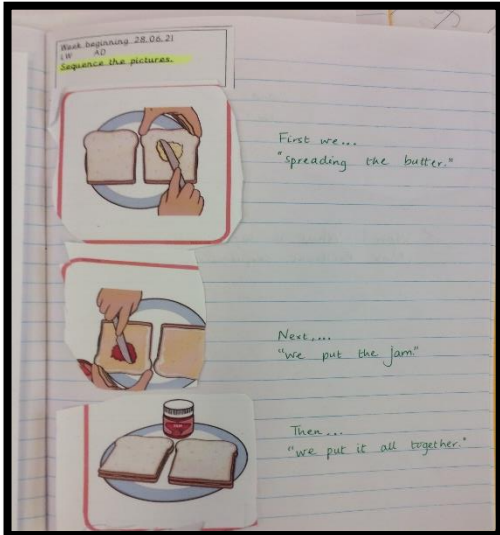 Week beginning 28.06.21
LW AD
Sequence the pictures.
First we...
"spreading the butter."
Next....
"we put the jam"
Then...
"we put it all together."